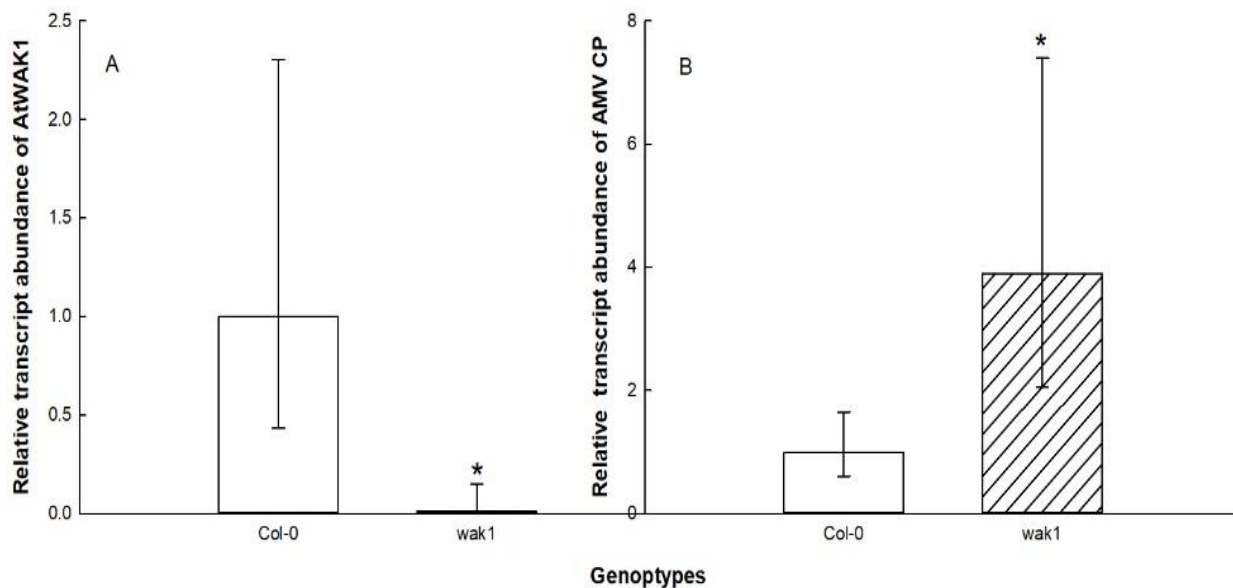 Relative transcript abundance of AtWAK1
2.5
2.0
1.5
1.0
0.5
0.0
A
*
Col-0
wak1
Relative transcript abundance of AMV CP
8
6
4
2
0
B
*
Col-0
wak1
Genoptypes